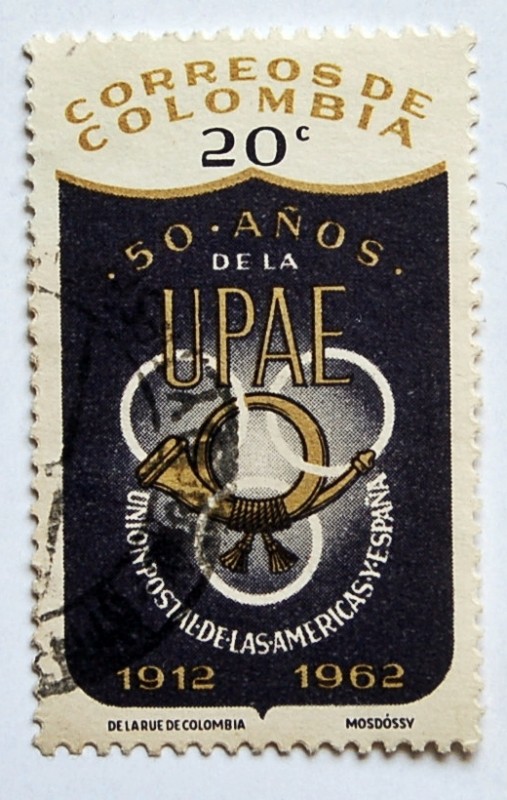 CORREOS DE
COLOMBIA
20c
·50·AÑOS·
DE LA
UPAE
UNION·POSTAL·DE·LAS·AMERICAS·Y·ESPAÑA
1912 1962
DE LA RUE DE COLOMBIA MOSDÓSSY